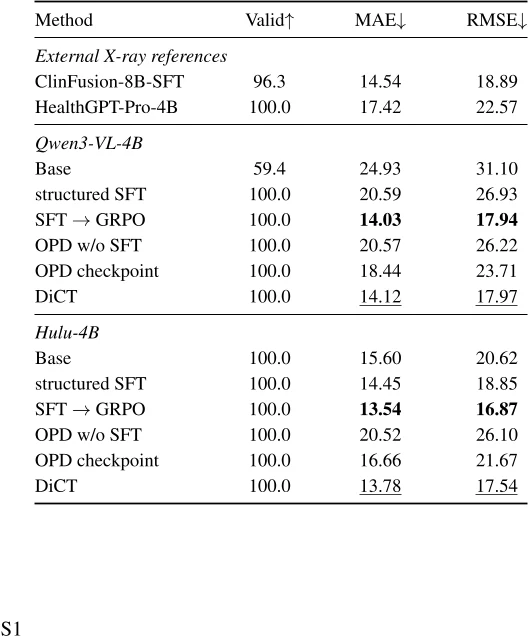 Method Valid↑ MAE↓ RMSE↓
External X-ray references
ClinFusion-8B-SFT 96.3 14.54 18.89
HealthGPT-Pro-4B 100.0 17.42 22.57
Qwen3-VL-4B
Base 59.4 24.93 31.10
structured SFT 100.0 20.59 26.93
SFT → GRPO 100.0 14.03 17.94
OPD w/o SFT 100.0 20.57 26.22
OPD checkpoint 100.0 18.44 23.71
DiCT 100.0 14.12 17.97
Hulu-4B
Base 100.0 15.60 20.62
structured SFT 100.0 14.45 18.85
SFT → GRPO 100.0 13.54 16.87
OPD w/o SFT 100.0 20.52 26.10
OPD checkpoint 100.0 16.66 21.67
DiCT 100.0 13.78 17.54
S1